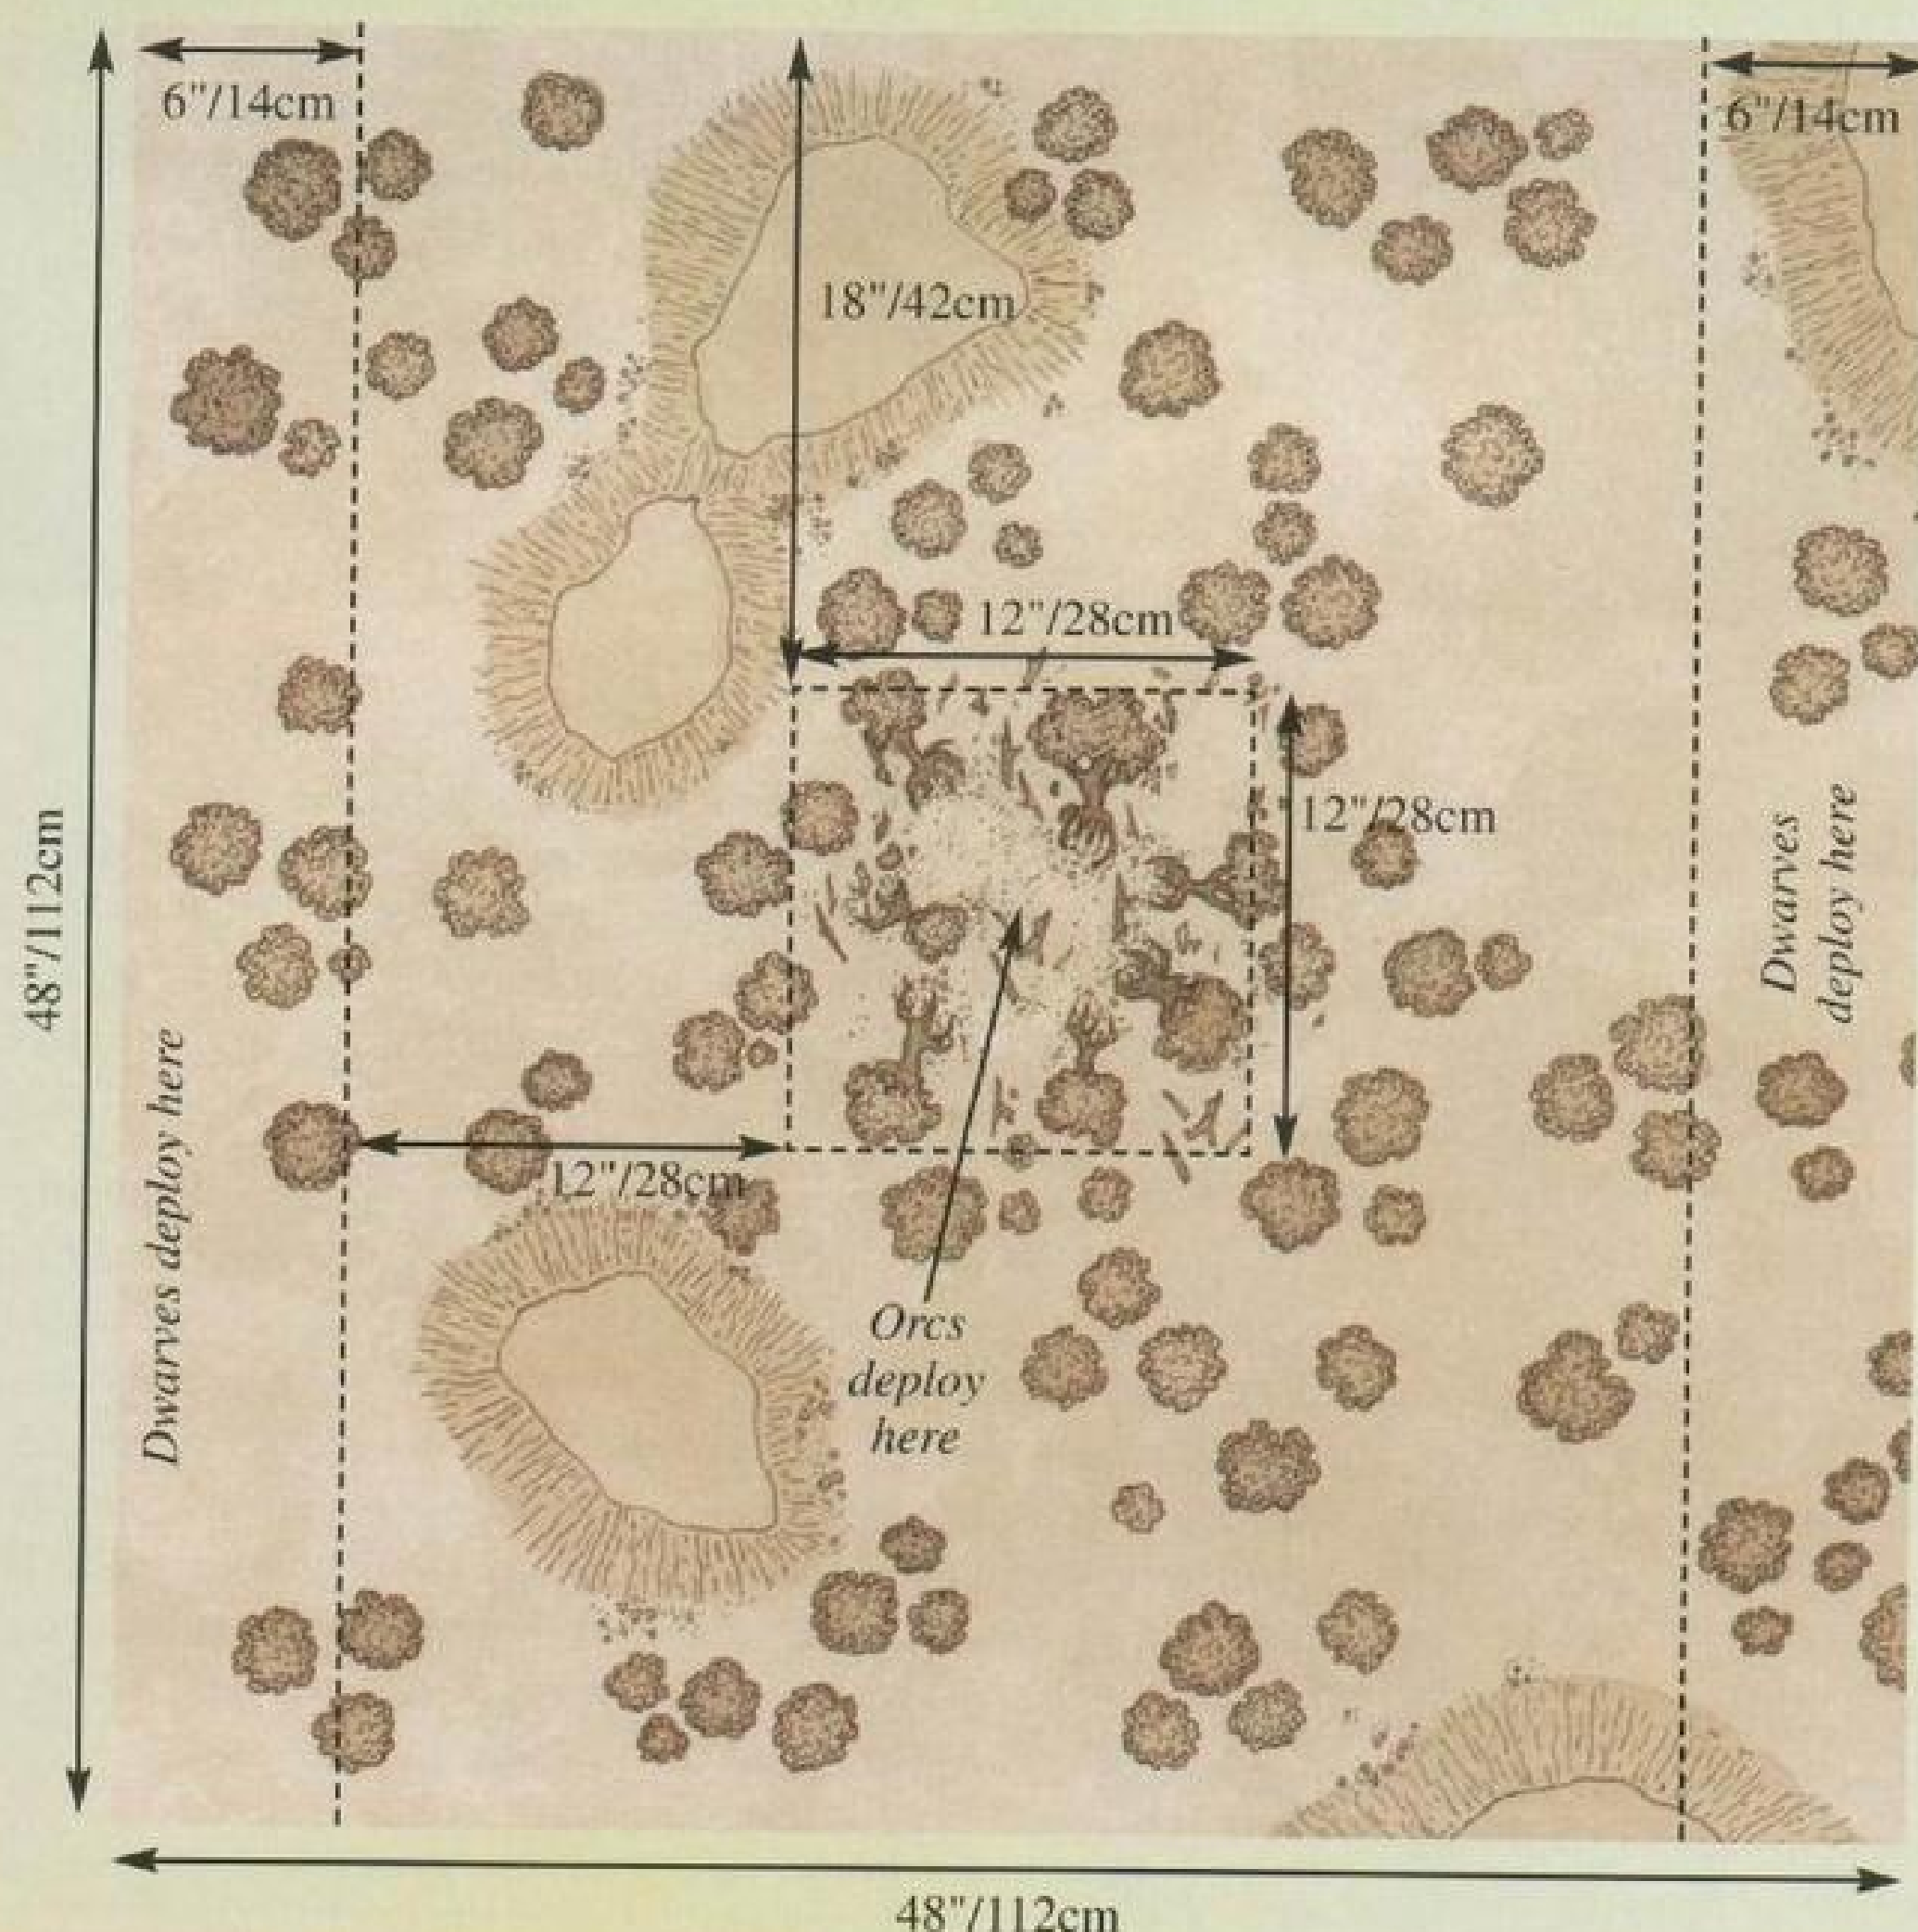 6"/14cm
6"/14cm
18"/42cm
12"/28cm
12"/28cm
48"/112cm
Dwarves
deploy here
Dwarves deploy here
12"/28cm
Orcs
deploy
here
48"/112cm